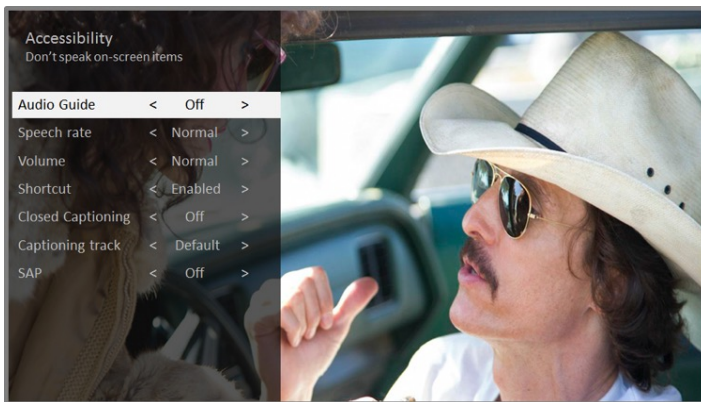 Accessibility
Don't speak on-screen items
Audio Guide < Off >
Speech rate < Normal >
Volume < Normal >
Shortcut < Enabled >
Closed Captioning < Off >
Captioning track < Default >
SAP < Off >